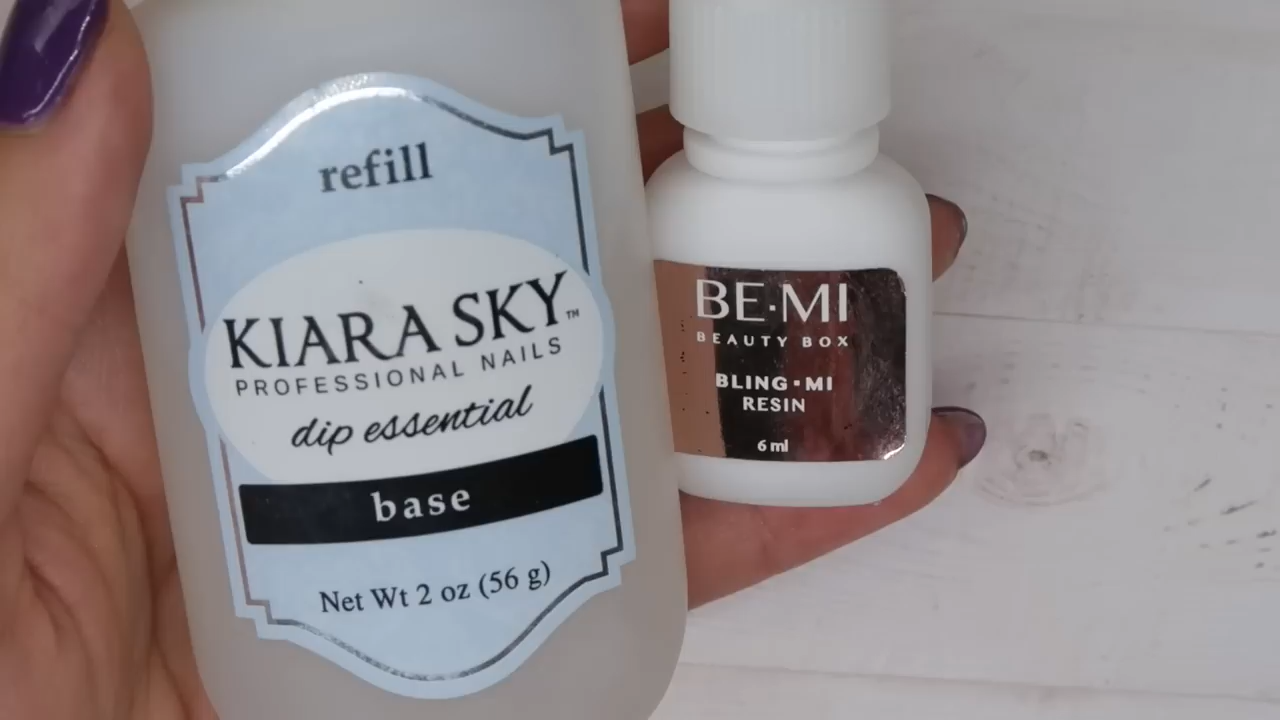 refill
KIARA SKY™
PROFESSIONAL NAILS
dip essential
base
Net Wt 2 oz (56 g)
BE·MI
BEAUTY BOX
BLING·MI
RESIN
6 ml